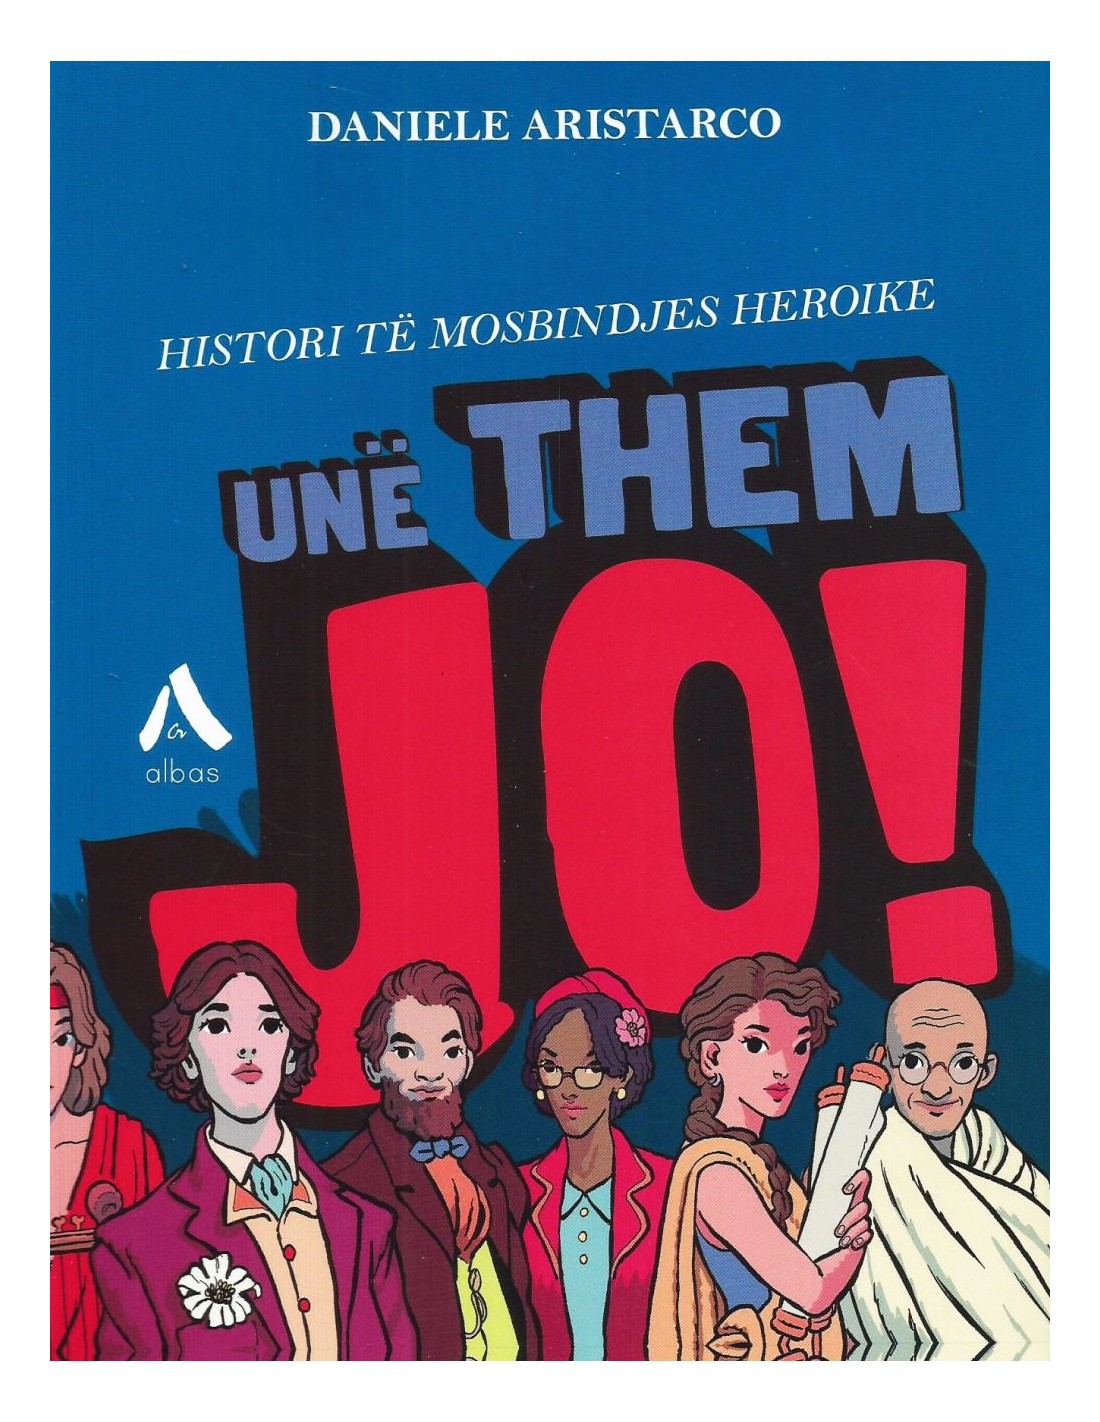 DANIELE ARISTARCO
HISTORI TË MOSBINDJES HEROIKE
UNË THEM
JO!
albas